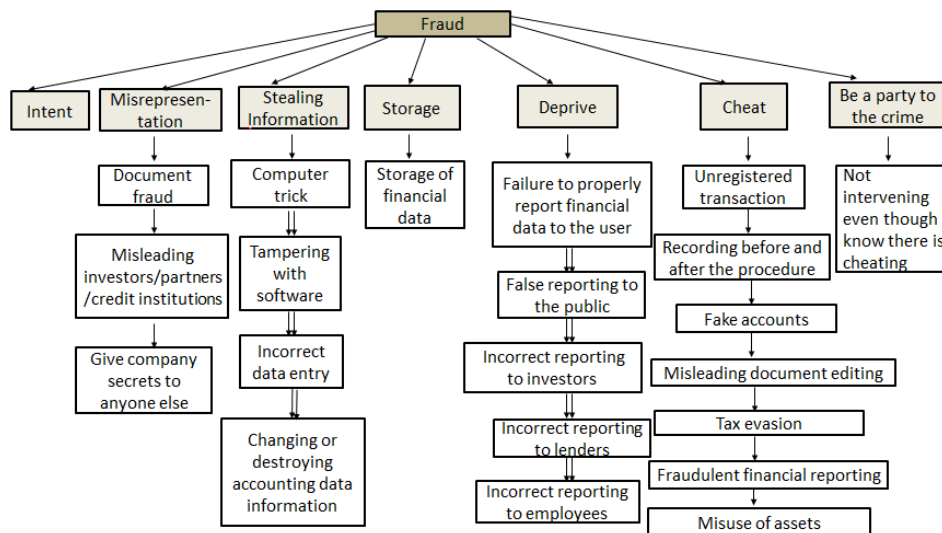 Fraud
Intent
Misrepresen-
tation
Stealing
Information
Storage
Deprive
Cheat
Be a party to
the crime
Document
fraud
Misleading
investors/partners
/credit institutions
Give company
secrets to
anyone else
Computer
trick
Tampering
with
software
Incorrect
data entry
Changing or
destroying
accounting data
information
Storage of
financial
data
Failure to properly
report financial
data to the user
False reporting to
the public
Incorrect reporting
to investors
Incorrect reporting
to lenders
Incorrect reporting
to employees
Unregistered
transaction
Recording before and
after the procedure
Fake accounts
Misleading document editing
Tax evasion
Fraudulent financial reporting
Misuse of assets
Not
intervening
even though
know there is
cheating